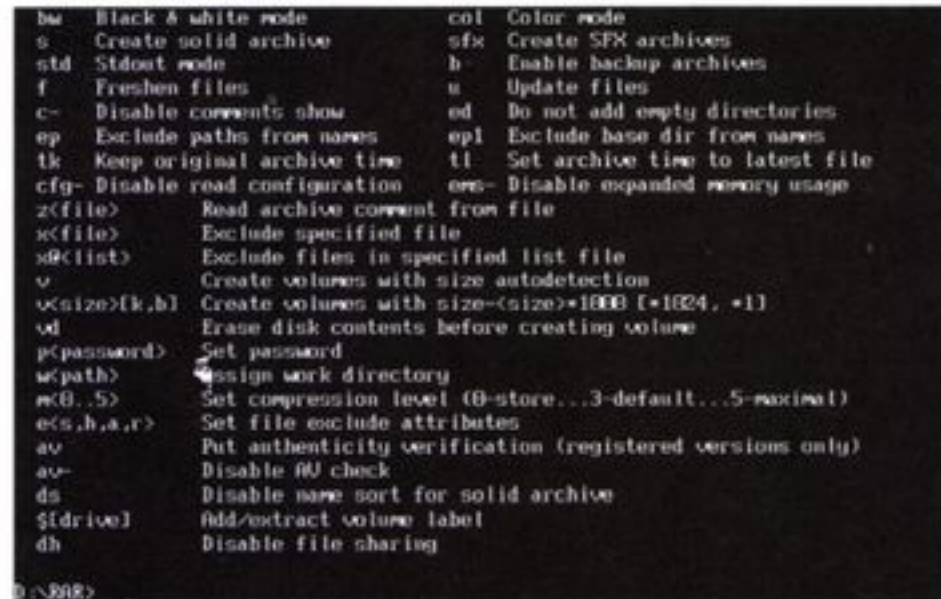 bw Black & white mode col Color mode
s Create solid archive sfx Create SFX archives
std Stdout mode b Enable backup archives
f Freshen files u Update files
c- Disable comments show ed Do not add empty directories
ep Exclude paths from names ep1 Exclude base dir from names
tk Keep original archive time tl Set archive time to latest file
cfg- Disable read configuration ems- Disable expanded memory usage
z<file> Read archive comment from file
x<file> Exclude specified file
x@<list> Exclude files in specified list file
v Create volumes with size autodetection
v<size>[k,b] Create volumes with size=<size>*1000 [*1024, *1]
vd Erase disk contents before creating volume
p<password> Set password
w<path> Assign work directory
m<0..5> Set compression level (0-store...3-default...5-maximal)
e<s,h,a,r> Set file exclude attributes
av Put authenticity verification (registered versions only)
av- Disable AV check
ds Disable name sort for solid archive
$[drive] Add/extract volume label
dh Disable file sharing
D:\RAR>